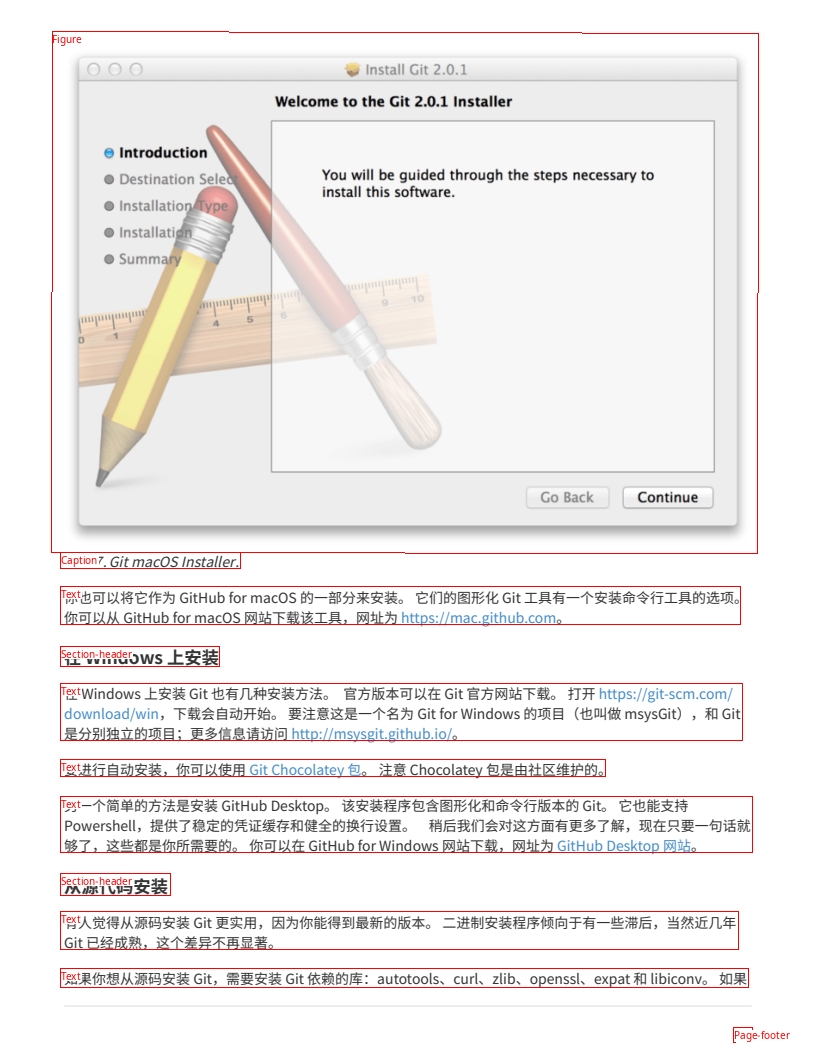 Figure
Install Git 2.0.1
Welcome to the Git 2.0.1 Installer
Introduction
Destination Select
Installation Type
Installation
Summary
You will be guided through the steps necessary to
install this software.
0 1 4 5 6 9 10
Go Back
Continue
Caption
7. Git macOS Installer.
Text
你也可以将它作为 GitHub for macOS 的一部分来安装。 它们的图形化 Git 工具有一个安装命令行工具的选项。
你可以从 GitHub for macOS 网站下载该工具，网址为 https://mac.github.com。
Section-header
在 Windows 上安装
Text
在 Windows 上安装 Git 也有几种安装方法。 官方版本可以在 Git 官方网站下载。 打开 https://git-scm.com/
download/win，下载会自动开始。 要注意这是一个名为 Git for Windows 的项目（也叫做 msysGit），和 Git
是分别独立的项目；更多信息请访问 http://msysgit.github.io/。
Text
要进行自动安装，你可以使用 Git Chocolatey 包。 注意 Chocolatey 包是由社区维护的。
Text
另一个简单的方法是安装 GitHub Desktop。 该安装程序包含图形化和命令行版本的 Git。 它也能支持
Powershell，提供了稳定的凭证缓存和健全的换行设置。 稍后我们会对这方面有更多了解，现在只要一句话就
够了，这些都是你所需要的。 你可以在 GitHub for Windows 网站下载，网址为 GitHub Desktop 网站。
Section-header
从源代码安装
Text
有人觉得从源码安装 Git 更实用，因为你能得到最新的版本。 二进制安装程序倾向于有一些滞后，当然近几年
Git 已经成熟，这个差异不再显著。
Text
如果你想从源码安装 Git，需要安装 Git 依赖的库：autotools、curl、zlib、openssl、expat 和 libiconv。 如果
Page-footer